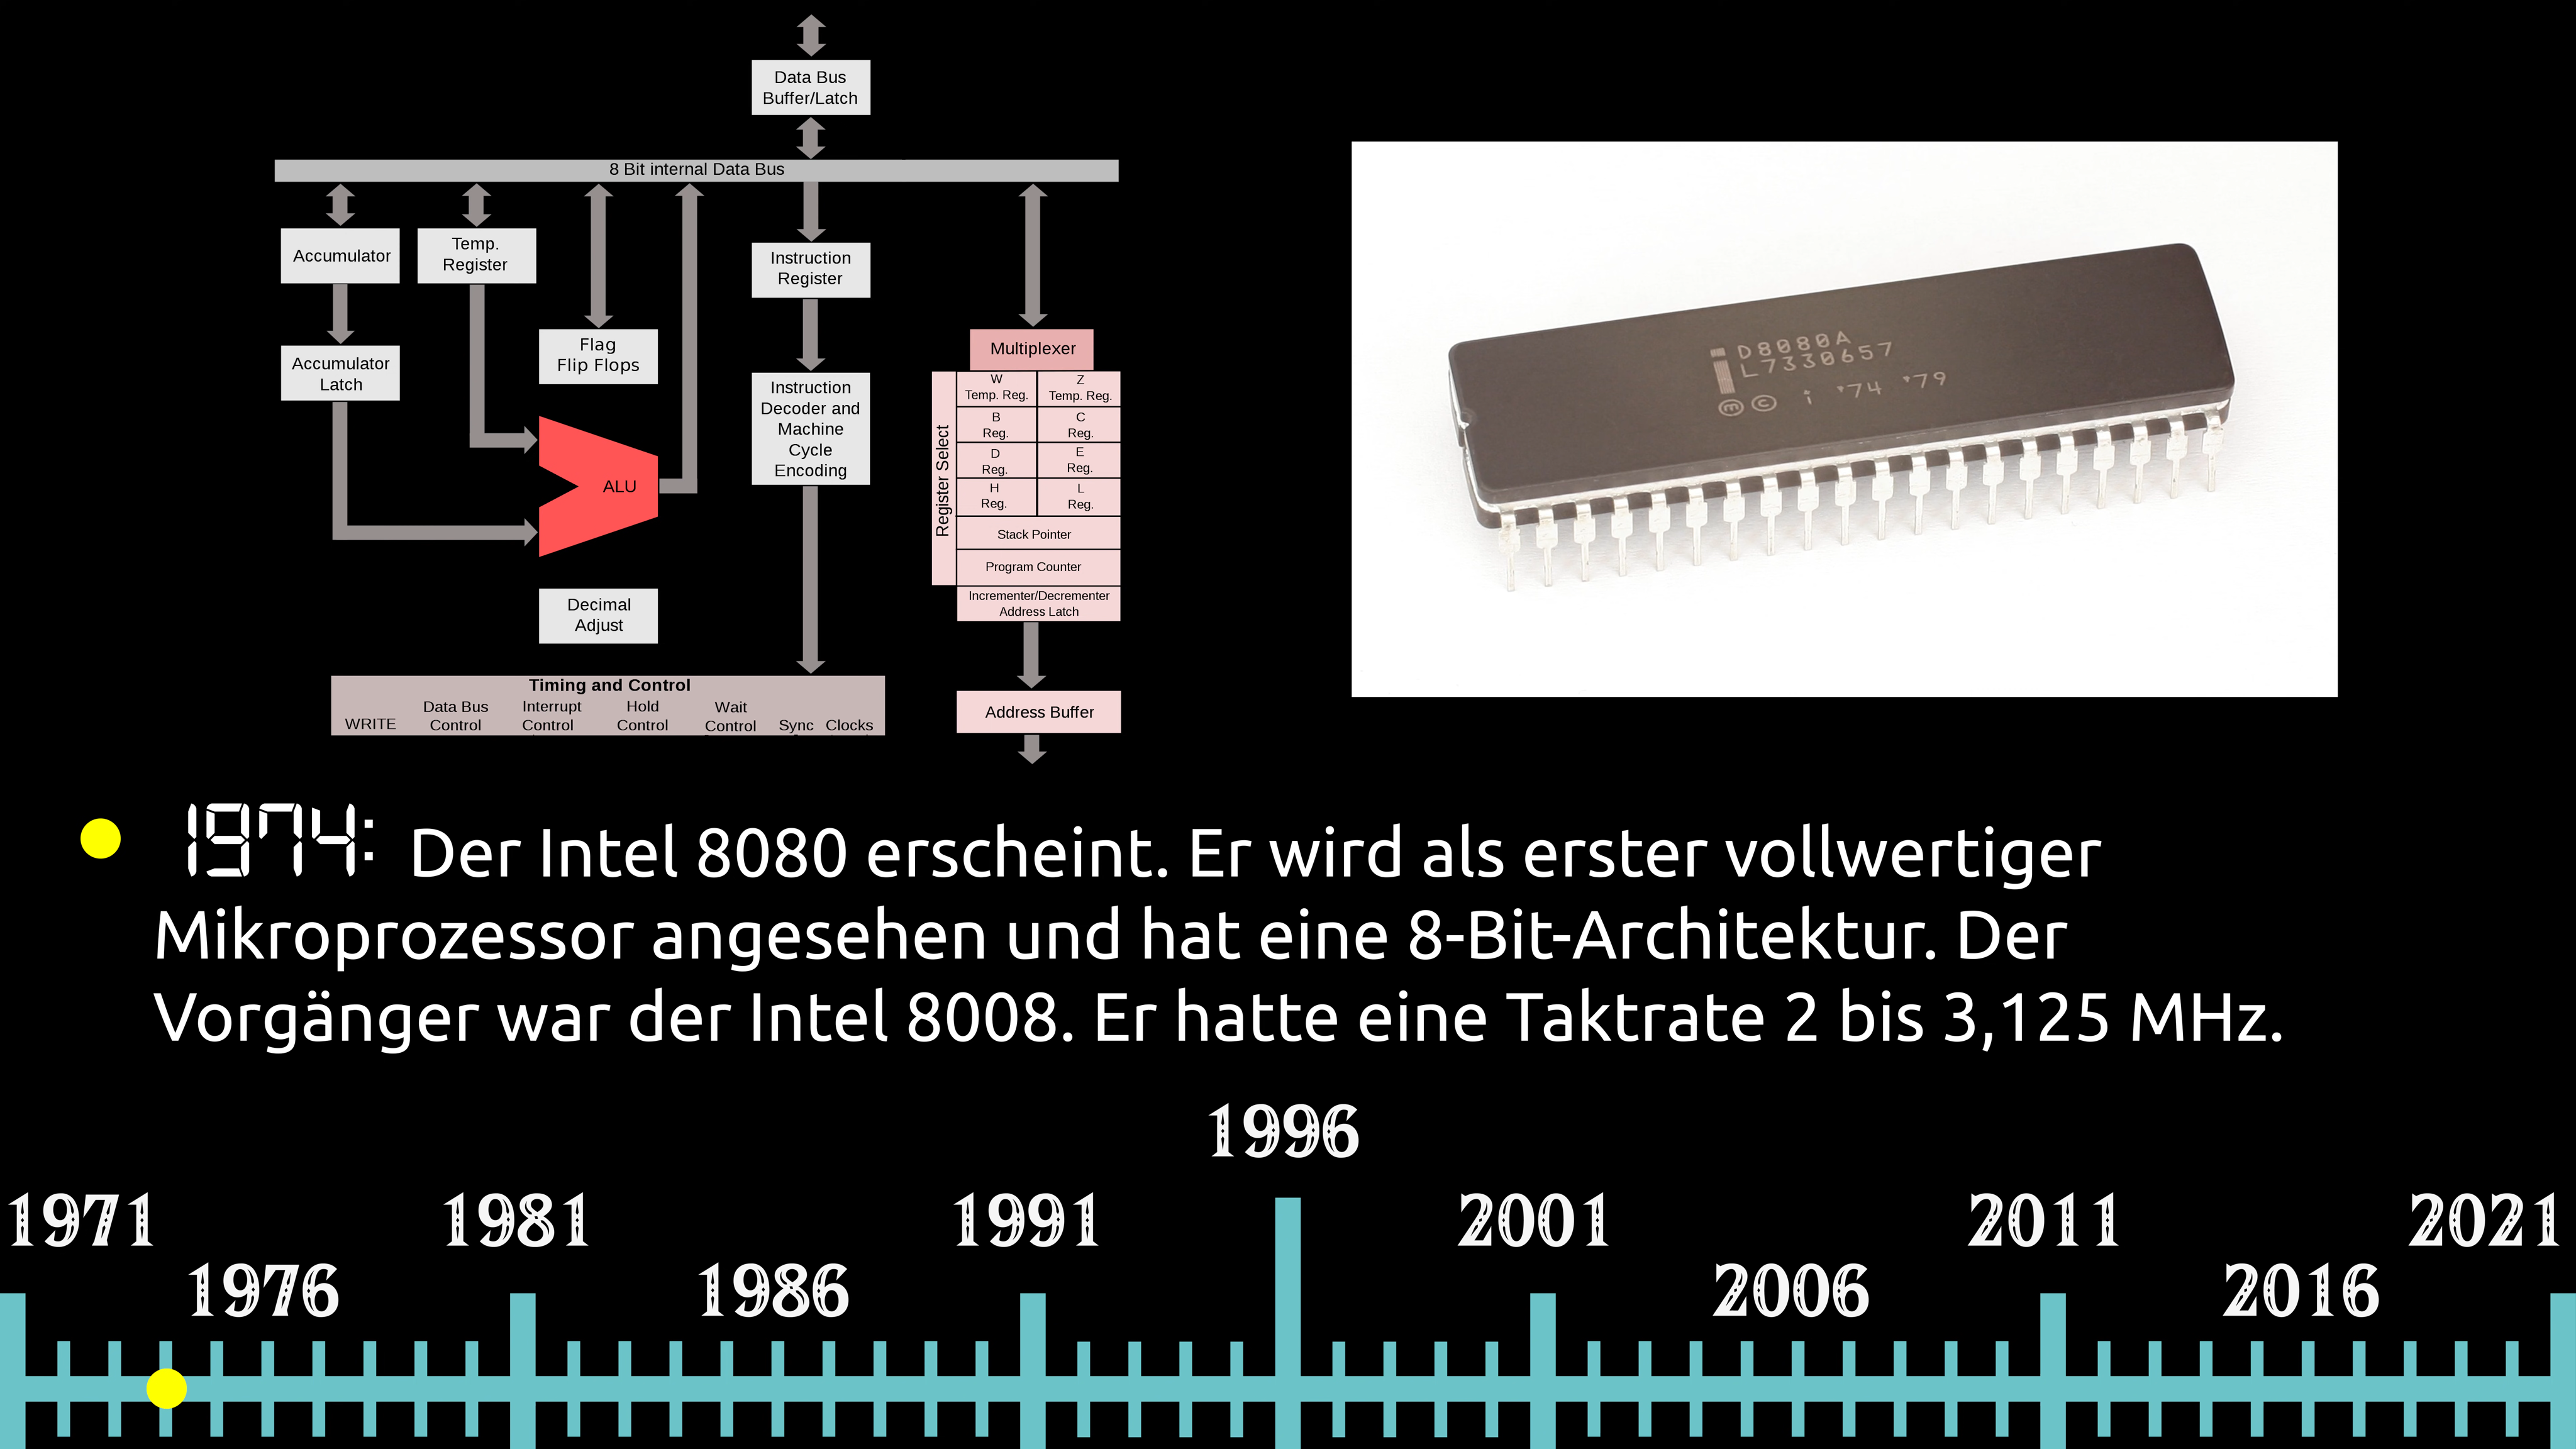 Data Bus
Buffer/Latch
8 Bit internal Data Bus
Accumulator
Temp.
Register
Instruction
Register
Flag
Flip Flops
Accumulator
Latch
Instruction
Decoder and
Machine
Cycle
Encoding
ALU
Decimal
Adjust
Multiplexer
Register Select
W
Temp. Reg.
Z
Temp. Reg.
B
Reg.
C
Reg.
D
Reg.
E
Reg.
H
Reg.
L
Reg.
Stack Pointer
Program Counter
Incrementer/Decrementer
Address Latch
Address Buffer
Timing and Control
WRITE
Data Bus
Control
Interrupt
Control
Hold
Control
Wait
Control
Sync
Clocks
i D8080A
L7330657
ⓜ © i '74 '79
1974: Der Intel 8080 erscheint. Er wird als erster vollwertiger
Mikroprozessor angesehen und hat eine 8-Bit-Architektur. Der
Vorgänger war der Intel 8008. Er hatte eine Taktrate 2 bis 3,125 MHz.
1971
1976
1981
1986
1991
1996
2001
2006
2011
2016
2021